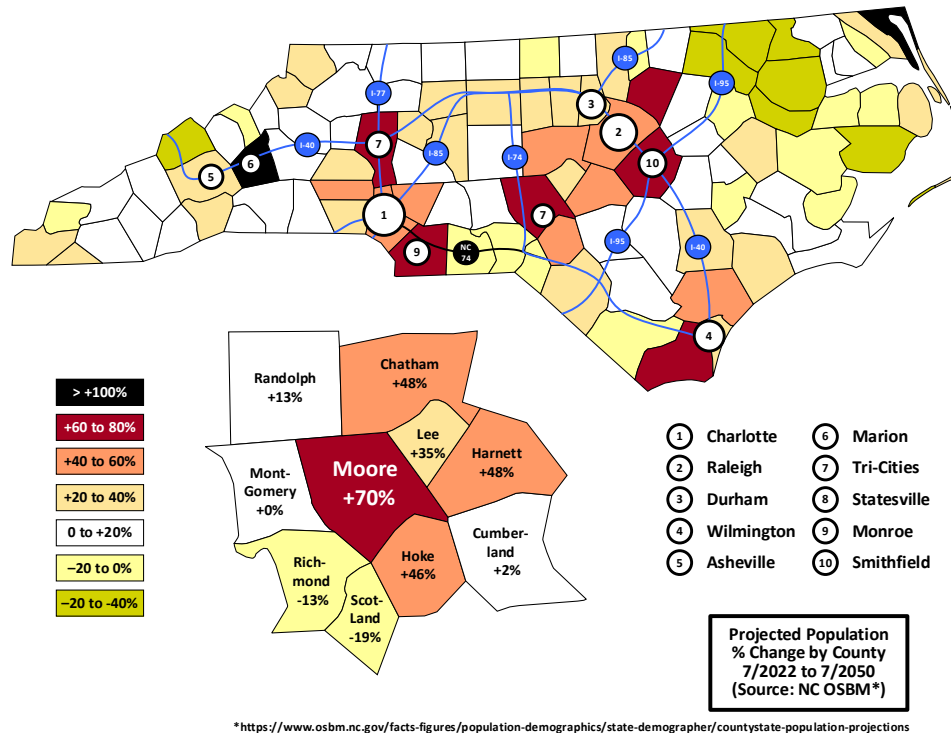 I-85
I-95
I-77
3
2
7
6
I-40
I-85
I-74
10
5
1
7
9
NC
74
I-95
I-40
4
> +100%
+60 to 80%
+40 to 60%
+20 to 40%
0 to +20%
–20 to 0%
–20 to -40%
Randolph
+13%
Chatham
+48%
Lee
+35%
Harnett
+48%
Moore
+70%
Mont-
Gomery
+0%
Cumber-
land
+2%
Hoke
+46%
Rich-
mond
-13%
Scot-
Land
-19%
1 Charlotte
2 Raleigh
3 Durham
4 Wilmington
5 Asheville
6 Marion
7 Tri-Cities
8 Statesville
9 Monroe
10 Smithfield
Projected Population
% Change by County
7/2022 to 7/2050
(Source: NC OSBM*)
*https://www.osbm.nc.gov/facts-figures/population-demographics/state-demographer/countystate-population-projections